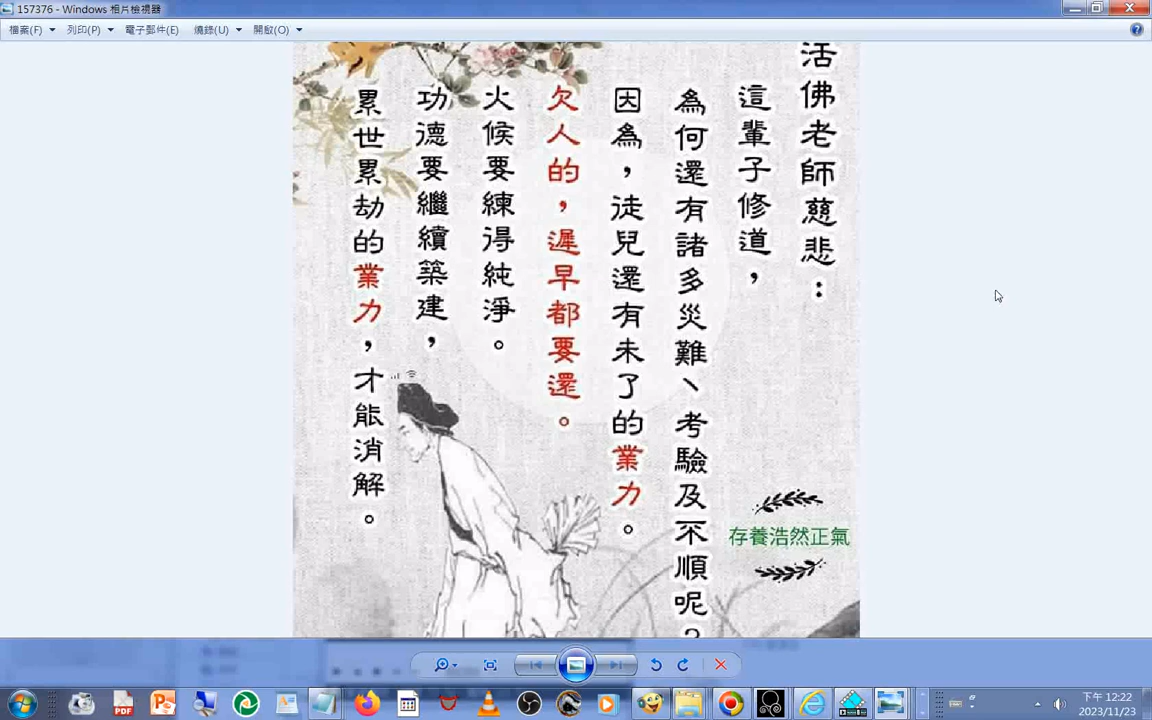 157376 - Windows 相片檢視器
檔案(F) 列印(P) 電子郵件(E) 燒錄(U) 開啟(O)
活佛老師慈悲：
這輩子修道，
為何還有諸多災難、考驗及不順呢？
因為，徒兒還有未了的業力。
欠人的，遲早都要還。
火候要練得純淨。
功德要繼續築建，
累世累劫的業力，才能消解。
存養浩然正氣
PDF
下午 12:22
2023/11/23